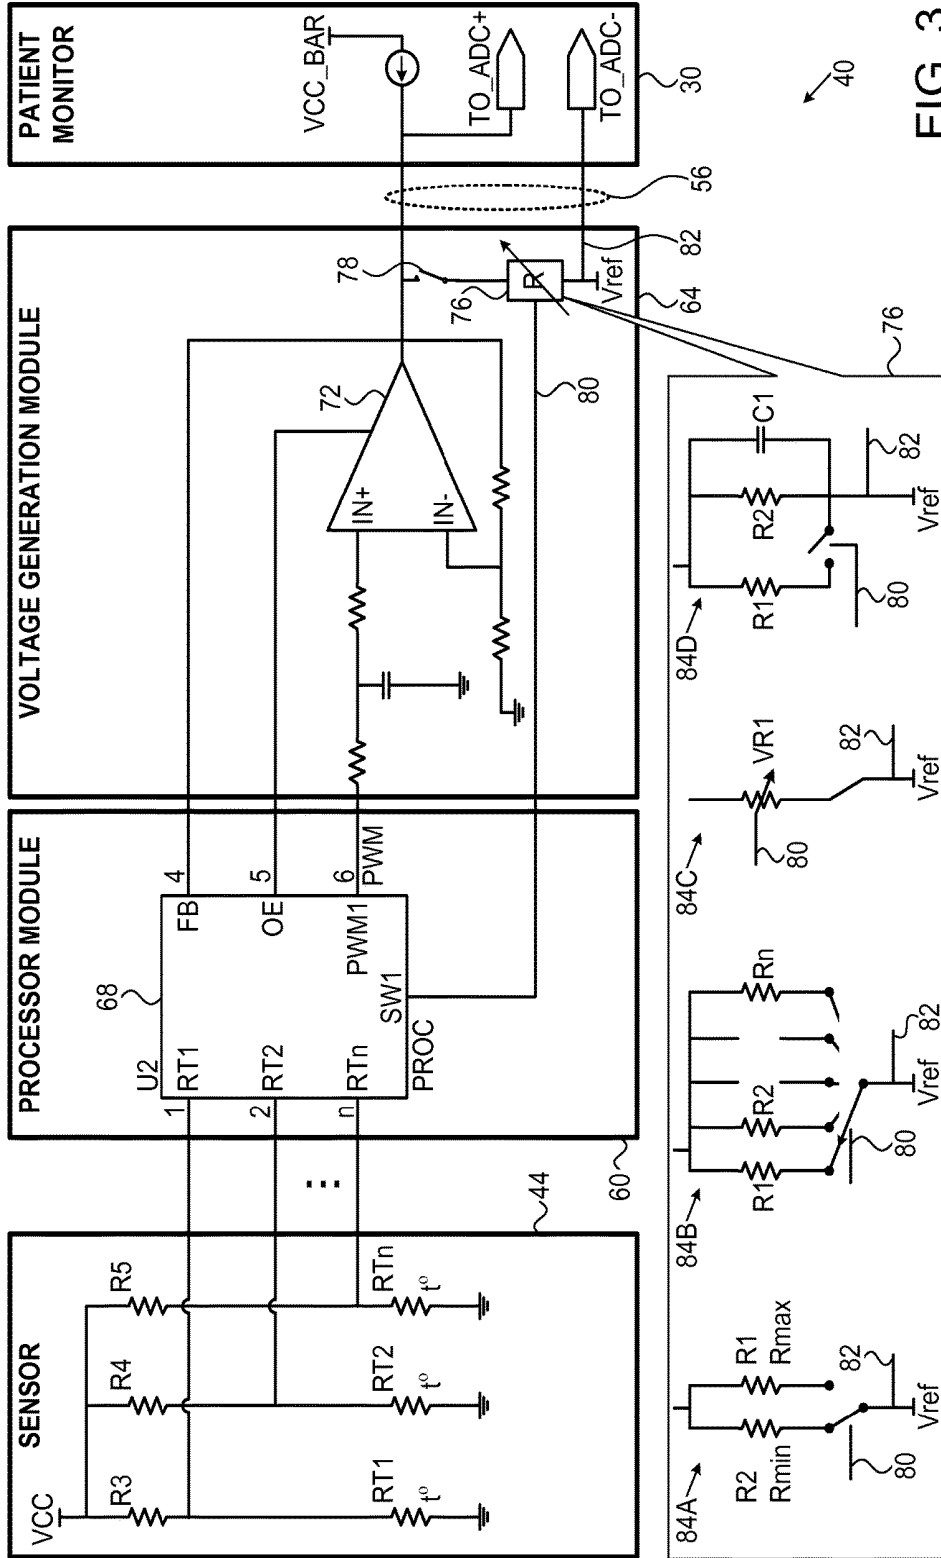 SENSOR
VCC
R3
R4
R5
RT1
t°
RT2
t°
RTn
t°
44
...
PROCESSOR MODULE
68
U2
1
RT1
2
RT2
n
RTn
FB
4
OE
5
PWM1
6
PWM
SW1
PROC
60
VOLTAGE GENERATION MODULE
72
IN+
IN-
78
76
R
80
Vref
82
64
56
PATIENT
MONITOR
VCC_BAR
TO_ADC+
TO_ADC-
30
40
FIG. 3
84A
R2
Rmin
R1
Rmax
80
82
Vref
84B
R1
R2
Rn
80
82
Vref
84C
VR1
80
82
Vref
84D
R1
R2
C1
80
82
Vref
76